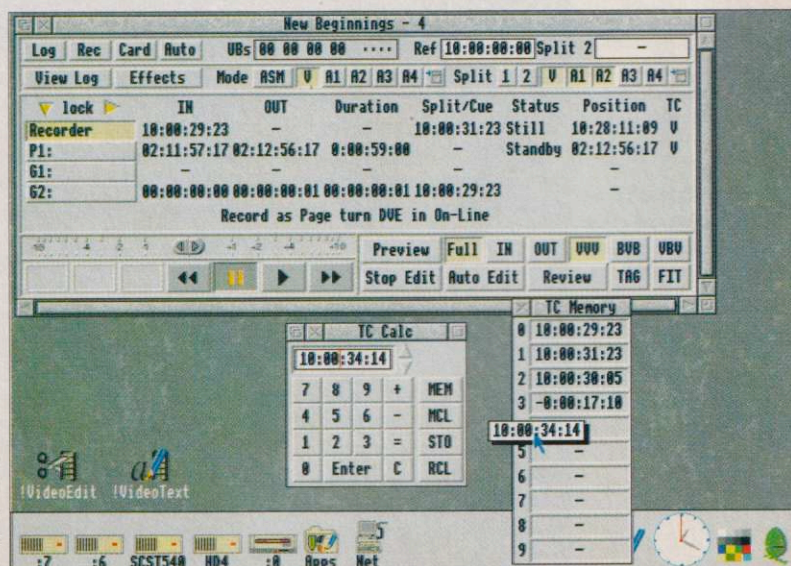 New Beginnings - 4
Log Rec Card Auto UBs 00 00 00 00 ···· Ref 10:00:00:00 Split 2 -
View Log Effects Mode ASM V A1 A2 A3 A4 Split 1 2 V A1 A2 A3 A4
lock IN OUT Duration Split/Cue Status Position TC
Recorder 10:00:29:23 - - 10:00:31:23 Still 10:28:11:09 V
P1: 02:11:57:17 02:12:56:17 0:00:59:00 - Standby 02:12:56:17 V
G1: - - - - -
G2: 00:00:00:00 00:00:00:01 00:00:00:01 10:00:29:23 -
Record as Page turn DVE in On-Line
-10 -4 -2 -1 +1 +2 +4 +10
Preview Full IN OUT VVV BVB VBV
Stop Edit Auto Edit Review TAG FIT
TC Calc
10:00:34:14
7 8 9 + MEM
4 5 6 - MCL
1 2 3 = STO
0 Enter C RCL
TC Memory
0 10:00:29:23
1 10:00:31:23
2 10:00:30:05
3 -0:00:17:10
10:00:34:14
5 -
6 -
7 -
8 -
9 -
!VideoEdit !VideoText
:7 :6 SCST540 HD4 :0 Apps Net